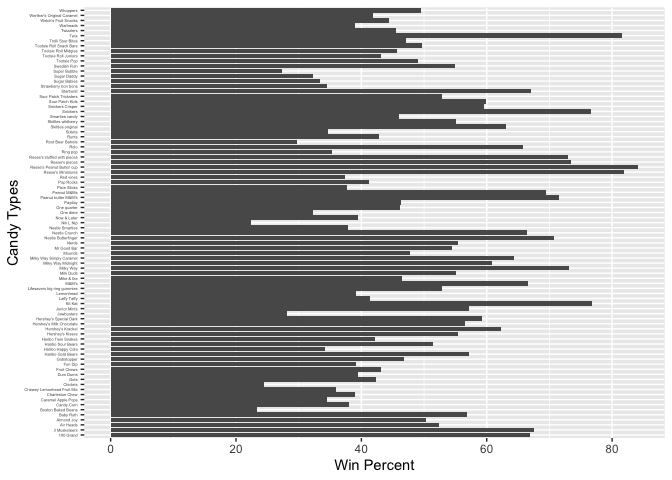 Candy Types
Whoppers
Werther's Original Caramel
Welch's Fruit Snacks
Warheads
Twizzlers
Twix
Trolli Sour Bites
Tootsie Roll Snack Bars
Tootsie Roll Midgies
Tootsie Roll Juniors
Tootsie Pop
Swedish Fish
Super Bubble
Sugar Daddy
Sugar Babies
Strawberry bon bons
Starburst
Sour Patch Tricksters
Sour Patch Kids
Snickers Crisper
Snickers
Smarties candy
Skittles wildberry
Skittles original
Sixlets
Runts
Root Beer Barrels
Rolo
Ring pop
Reese's stuffed with pieces
Reese's pieces
Reese's Peanut Butter cup
Reese's Miniatures
Red vines
Pop Rocks
Pixie Sticks
Peanut M&Ms
Peanut butter M&M's
Payday
One quarter
One dime
Now & Later
Nik L Nip
Nestle Smarties
Nestle Crunch
Nestle Butterfinger
Nerds
Mr Good Bar
Mounds
Milky Way Simply Caramel
Milky Way Midnight
Milky Way
Milk Duds
Mike & Ike
M&M's
Lifesavers big ring gummies
Lemonhead
Laffy Taffy
Kit Kat
Junior Mints
Jawbusters
Hershey's Special Dark
Hershey's Milk Chocolate
Hershey's Krackel
Hershey's Kisses
Haribo Twin Snakes
Haribo Sour Bears
Haribo Happy Cola
Haribo Gold Bears
Gobstopper
Fun Dip
Fruit Chews
Dum Dums
Dots
Chiclets
Chewey Lemonhead Fruit Mix
Charleston Chew
Caramel Apple Pops
Candy Corn
Boston Baked Beans
Baby Ruth
Almond Joy
Air Heads
3 Musketeers
100 Grand
0 20 40 60 80
Win Percent